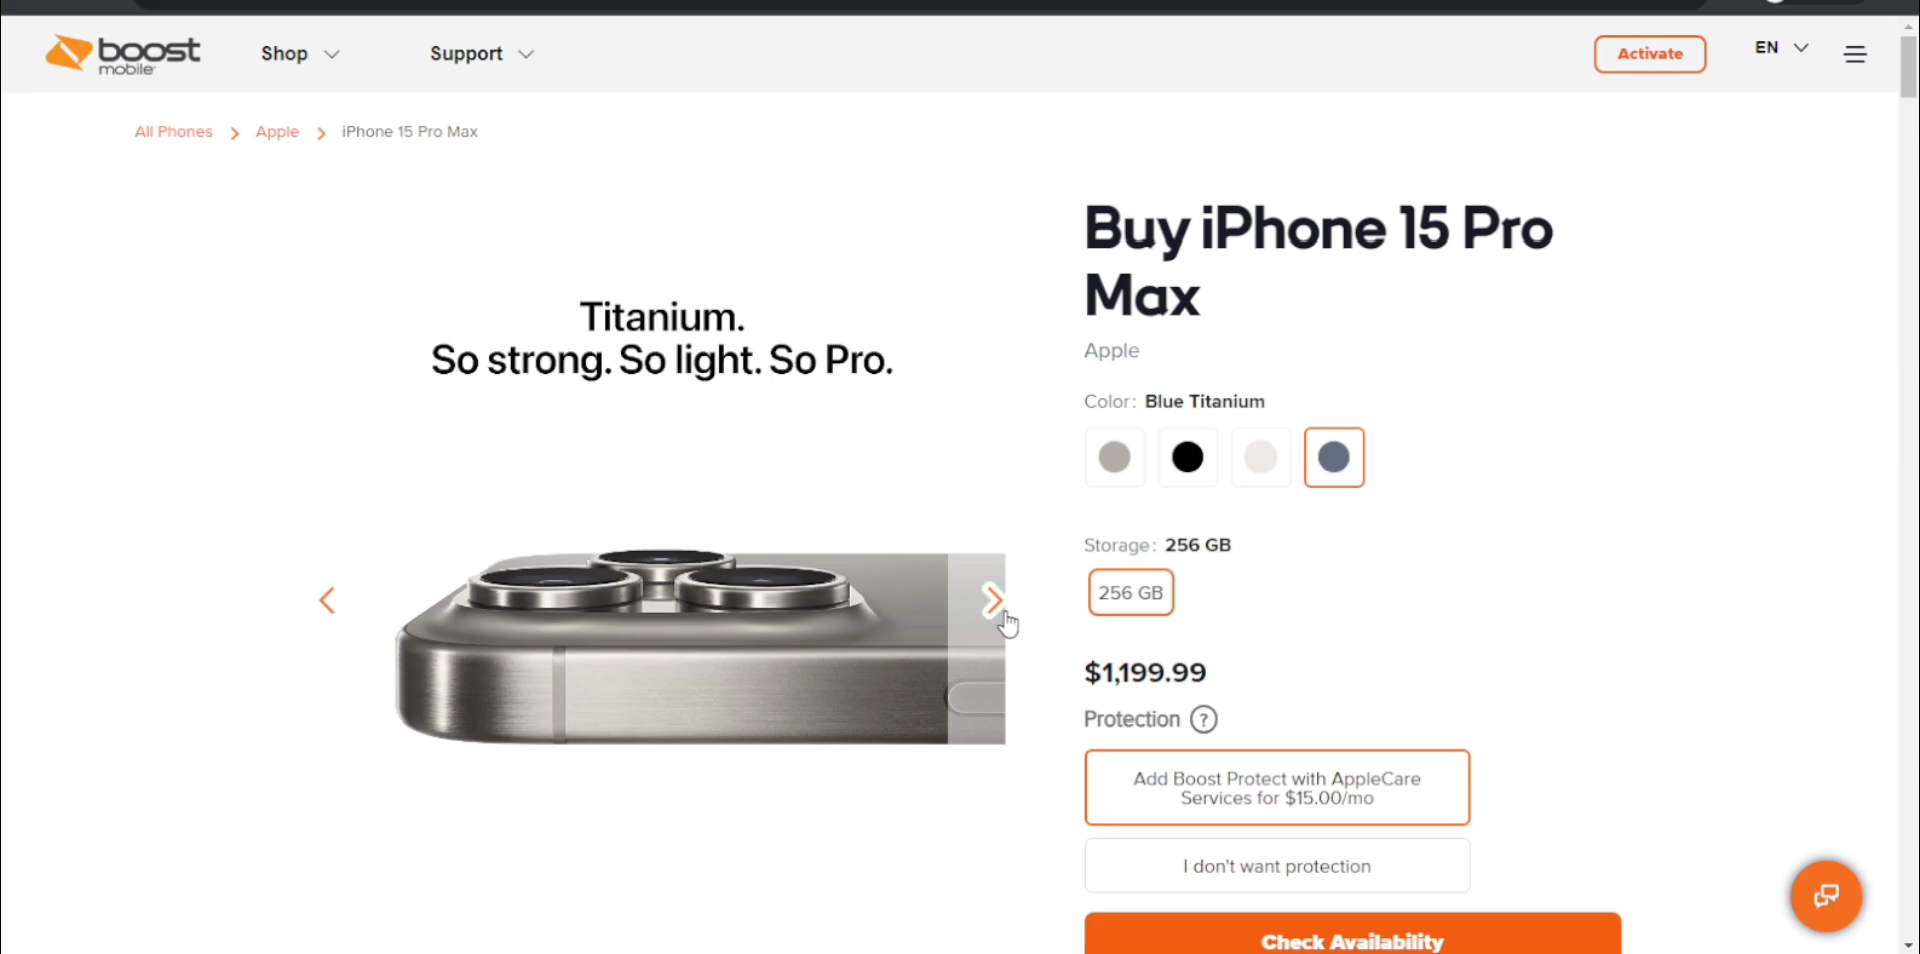 boost
mobile
Shop
Support
Activate
EN
All Phones
Apple
iPhone 15 Pro Max
Titanium.
So strong. So light. So Pro.
Buy iPhone 15 Pro
Max
Apple
Color: Blue Titanium
Storage: 256 GB
256 GB
$1,199.99
Protection ?
Add Boost Protect with AppleCare
Services for $15.00/mo
I don't want protection
Check Availability